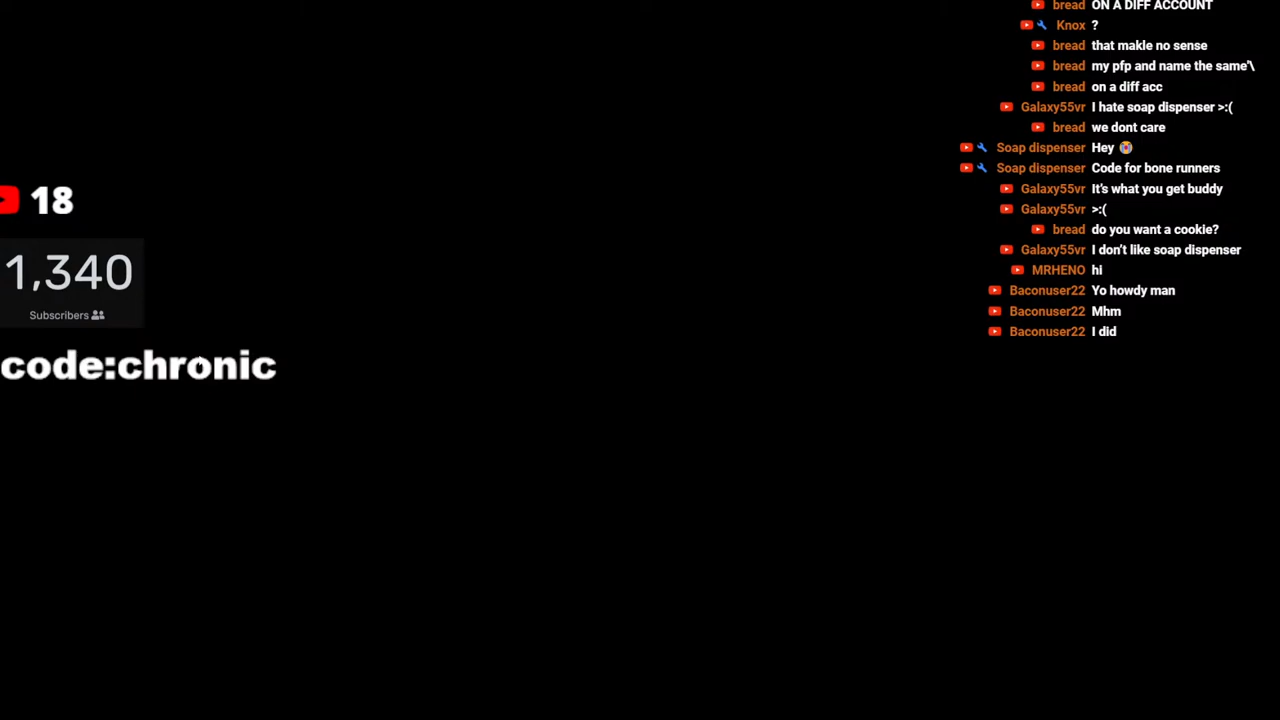 18
1,340
Subscribers
code:chronic
bread ON A DIFF ACCOUNT
Knox ?
bread that makle no sense
bread my pfp and name the same'\
bread on a diff acc
Galaxy55vr I hate soap dispenser >:(
bread we dont care
Soap dispenser Hey 😭
Soap dispenser Code for bone runners
Galaxy55vr It's what you get buddy
Galaxy55vr >:(
bread do you want a cookie?
Galaxy55vr I don't like soap dispenser
MRHENO hi
Baconuser22 Yo howdy man
Baconuser22 Mhm
Baconuser22 I did